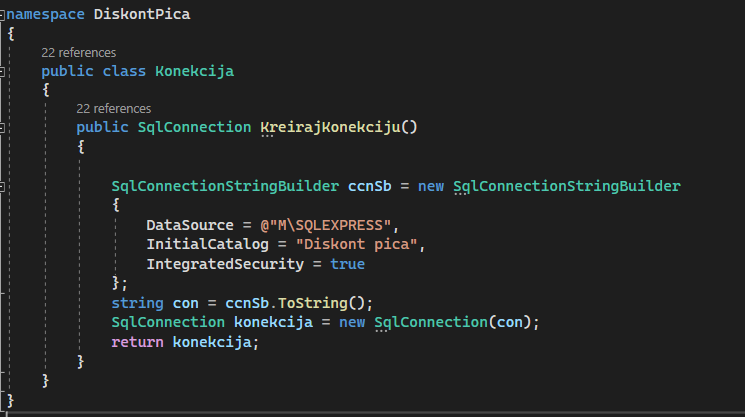 namespace DiskontPica
{
22 references
public class Konekcija
{
22 references
public SqlConnection KreirajKonekciju()
{
SqlConnectionStringBuilder ccnSb = new SqlConnectionStringBuilder
{
DataSource = @"M\SQLEXPRESS",
InitialCatalog = "Diskont pica",
IntegratedSecurity = true
};
string con = ccnSb.ToString();
SqlConnection konekcija = new SqlConnection(con);
return konekcija;
}
}
}